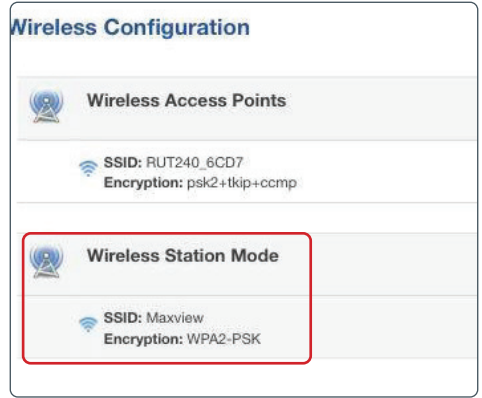 Wireless Configuration
Wireless Access Points
SSID: RUT240_6CD7
Encryption: psk2+tkip+ccmp
Wireless Station Mode
SSID: Maxview
Encryption: WPA2-PSK